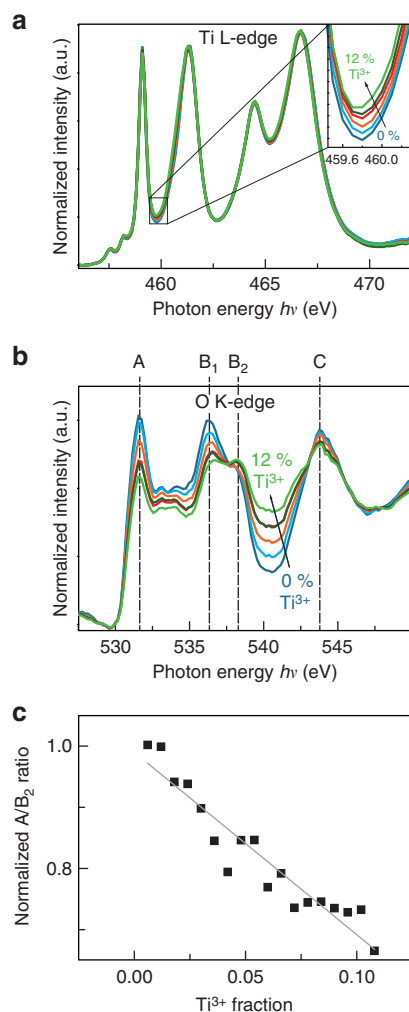 a
Ti L-edge
12 %
Ti³⁺
0 %
459.6 460.0
Normalized intensity (a.u.)
460 465 470
Photon energy hν (eV)
b
A B₁ B₂ C
O K-edge
12 %
Ti³⁺
0 %
Ti³⁺
Normalized intensity (a.u.)
530 535 540 545
Photon energy hν (eV)
c
1.0
0.8
Normalized A/B₂ ratio
0.00 0.05 0.10
Ti³⁺ fraction